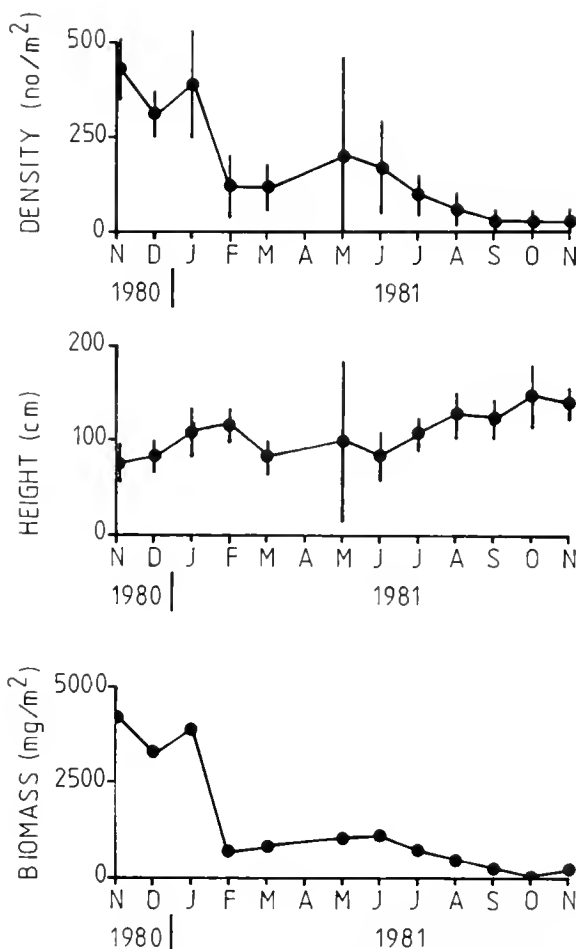 DENSITY (no/m²)
500
250
0
N D J F M A M J J A S O N
1980 1981
HEIGHT (cm)
200
100
0
N D J F M A M J J A S O N
1980 1981
BIOMASS (mg/m²)
5000
2500
0
N D J F M A M J J A S O N
1980 1981